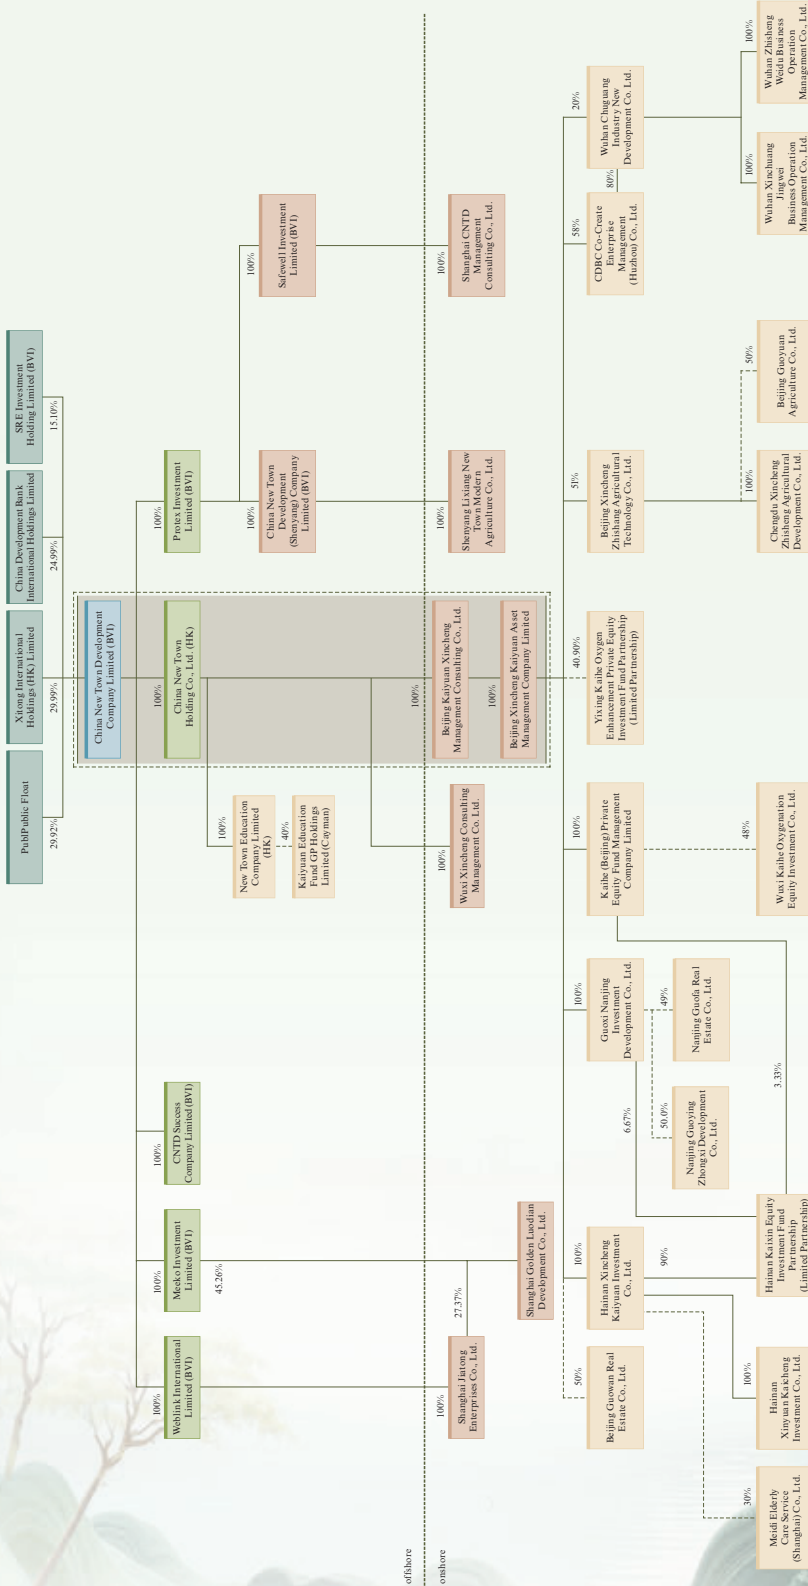 PublPublic Float
29.92%
Xitong International
Holdings (HK) Limited
29.99%
China Development Bank
International Holdings Limited
24.99%
SRE Investment
Holding Limited (BVI)
15.10%
China New Town Development
Company Limited (BVI)
100%
Weblink International
Limited (BVI)
100%
Meeko Investment
Limited (BVI)
45.26%
100%
CNTD Success
Company Limited (BVI)
100%
China New Town
Holding Co., Ltd. (HK)
100%
Protex Investment
Limited (BVI)
100%
New Town Education
Company Limited
(HK)
40%
Kaiyuan Education
Fund GP Holdings
Limited (Cayman)
100%
China New Town
Development
(Shenyang) Company
Limited (BVI)
100%
Safewell Investment
Limited (BVI)
offshore
onshore
100%
Shanghai Jiatong
Enterprises Co., Ltd.
27.37%
Shanghai Golden Luodian
Development Co., Ltd.
100%
Wuxi Xincheng Consulting
Management Co. Ltd.
100%
Beijing Kaiyuan Xincheng
Management Consulting Co., Ltd.
100%
Beijing Xincheng Kaiyuan Asset
Management Company Limited
100%
Shenyang Lixiang New
Town Modern
Agriculture Co., Ltd.
100%
Shanghai CNTD
Management
Consulting Co., Ltd.
50%
Beijing Guowan Real
Estate Co., Ltd.
100%
Hainan Xincheng
Kaiyuan Investment
Co., Ltd.
100%
Guoxi Nanjing
Investment
Development Co., Ltd.
100%
Kaihe (Beijing) Private
Equity Fund Management
Company Limited
40.90%
Yixing Kaihe Oxygen
Enhancement Private Equity
Investment Fund Partnership
(Limited Partnership)
51%
Beijing Xincheng
Zhishang Agricultural
Technology Co., Ltd.
58%
CDBC Co-Create
Enterprise
Management
(Huzhou) Co., Ltd.
80%
20%
Wuhan Chuguang
Industry New
Development Co. Ltd.
90%
6.67%
50.0%
Nanjing Guoying
Zhongxi Development
Co., Ltd.
49%
Nanjing Guofa Real
Estate Co., Ltd.
3.33%
30%
Meidi Elderly
Care Service
(Shanghai) Co., Ltd.
100%
Hainan
Xinyuan Kaicheng
Investment Co., Ltd.
Hainan Kaixin Equity
Investment Fund
Partnership
(Limited Partnership)
48%
Wuxi Kaihe Oxygenation
Equity Investment Co., Ltd.
100%
Chengdu Xincheng
Zhisheng Agricultural
Development Co., Ltd.
50%
Beijing Guoyuan
Agriculture Co., Ltd.
100%
Wuhan Xinchuang
Jingwei
Business Operation
Management Co., Ltd.
100%
Wuhan Zhisheng
Weidu Business
Operation
Management Co., Ltd.